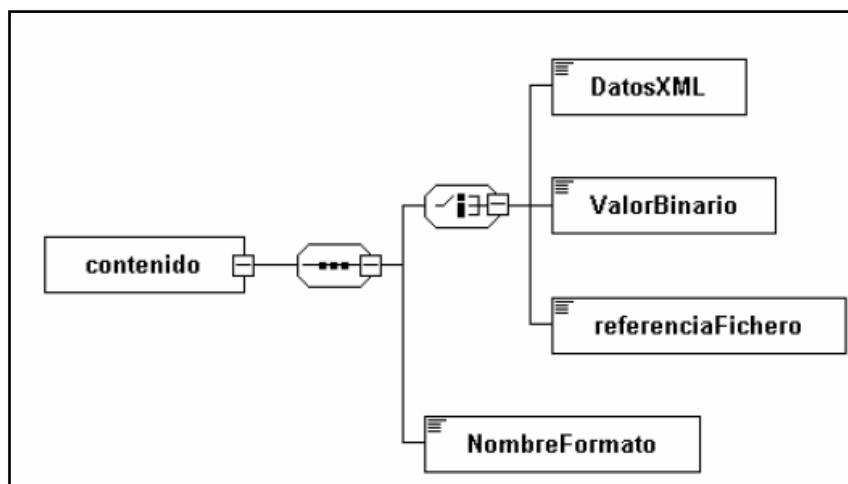 DatosXML
ValorBinario
contenido
referenciaFichero
NombreFormato